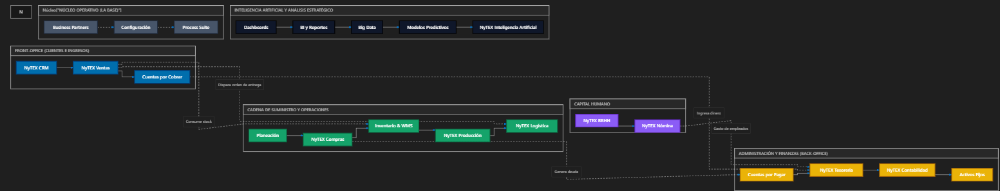 N
Núcleo["NÚCLEO OPERATIVO (LA BASE)"]
Business Partners
Configuración
Process Suite
INTELIGENCIA ARTIFICIAL Y ANÁLISIS ESTRATÉGICO
Dashboards
BI y Reportes
Big Data
Modelos Predictivos
NyTEX Inteligencia Artificial
FRONT-OFFICE (CLIENTES E INGRESOS)
NyTEX CRM
NyTEX Ventas
Cuentas por Cobrar
Dispara orden de entrega
Consume stock
CADENA DE SUMINISTRO Y OPERACIONES
Planeación
NyTEX Compras
Inventario & WMS
NyTEX Producción
NyTEX Logística
CAPITAL HUMANO
NyTEX RRHH
NyTEX Nómina
Ingresa dinero
Gasto de empleados
Genera deuda
ADMINISTRACIÓN Y FINANZAS (BACK-OFFICE)
Cuentas por Pagar
NyTEX Tesorería
NyTEX Contabilidad
Activos Fijos